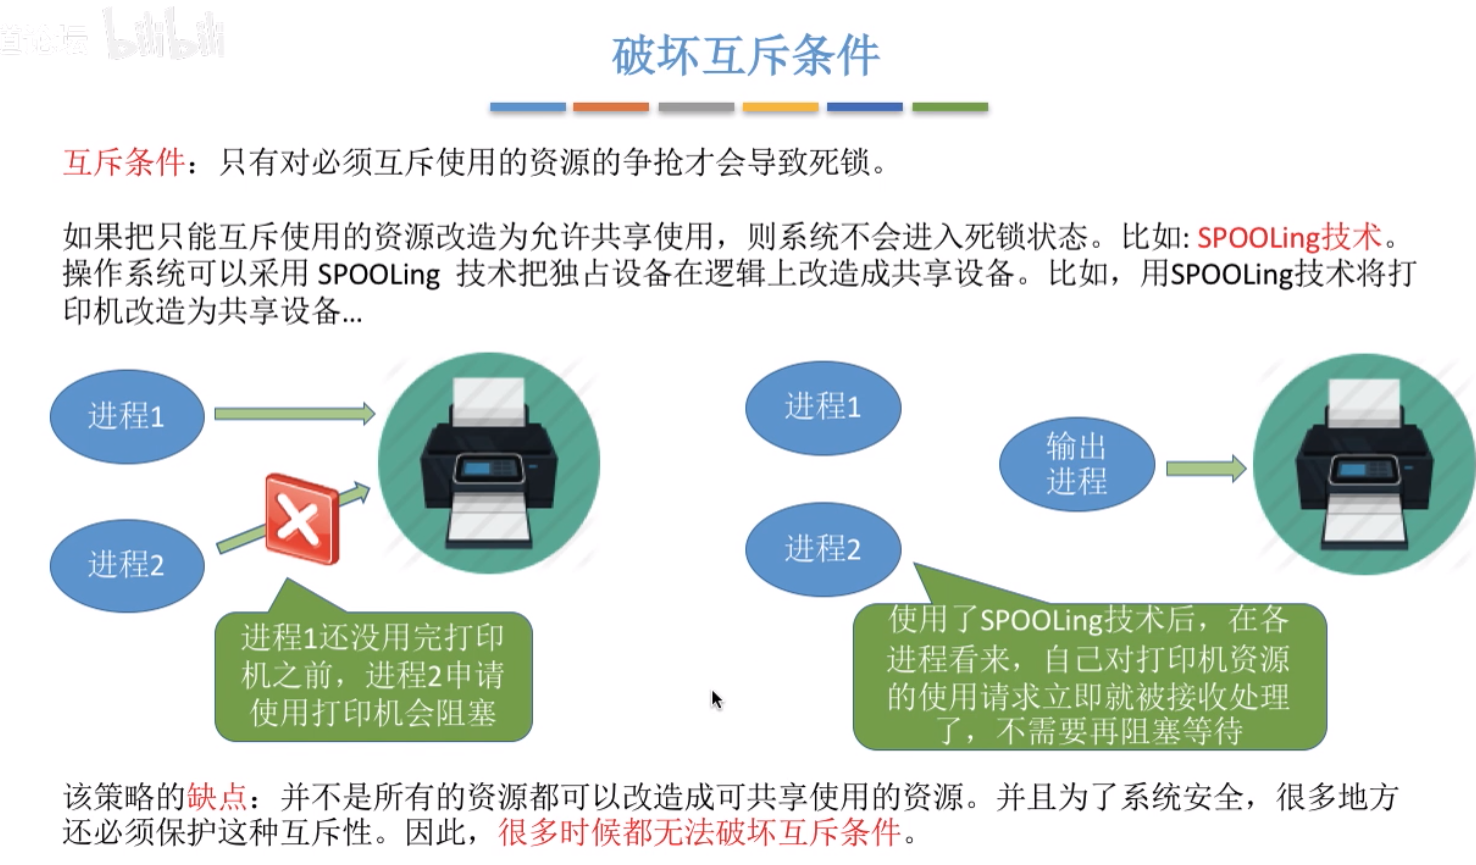 道论坛 bilibili
破坏互斥条件
互斥条件：只有对必须互斥使用的资源的争抢才会导致死锁。
如果把只能互斥使用的资源改造为允许共享使用，则系统不会进入死锁状态。比如: SPOOLing技术。
操作系统可以采用 SPOOLing 技术把独占设备在逻辑上改造成共享设备。比如，用SPOOLing技术将打
印机改造为共享设备...
进程1
进程2
进程1还没用完打印
机之前，进程2申请
使用打印机会阻塞
进程1
进程2
输出
进程
使用了SPOOLing技术后，在各
进程看来，自己对打印机资源
的使用请求立即就被接收处理
了，不需要再阻塞等待
该策略的缺点：并不是所有的资源都可以改造成可共享使用的资源。并且为了系统安全，很多地方
还必须保护这种互斥性。因此，很多时候都无法破坏互斥条件。